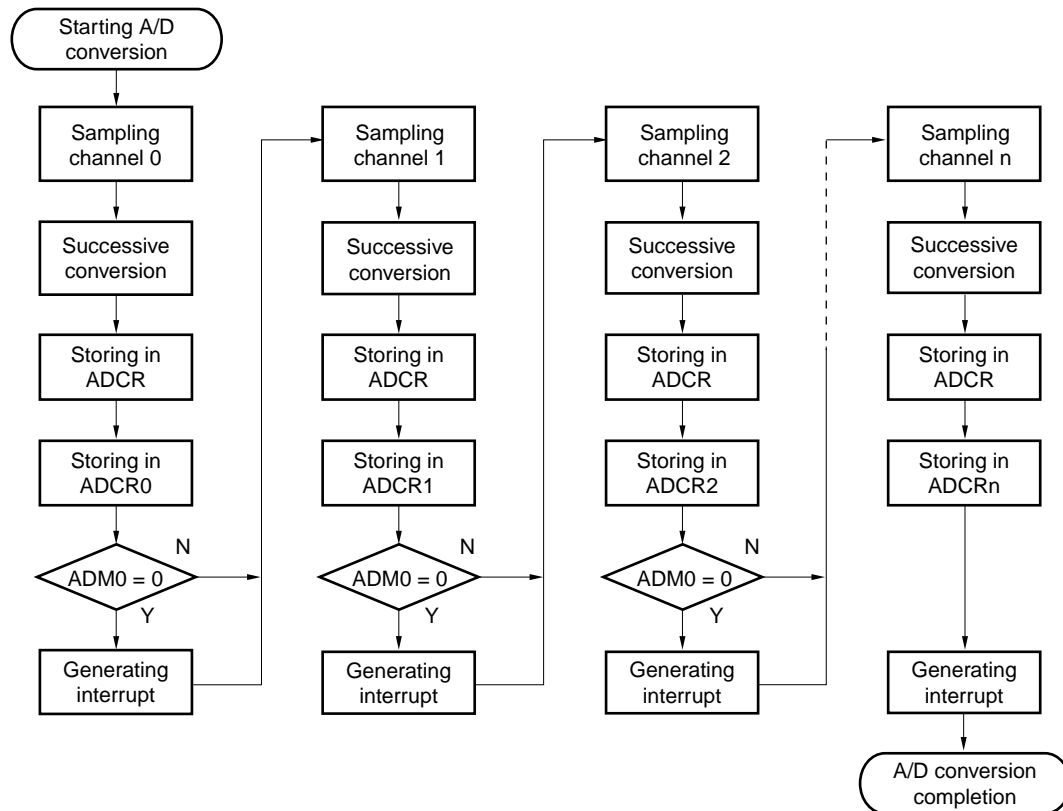 Starting A/D
conversion
Sampling
channel 0
Successive
conversion
Storing in
ADCR
Storing in
ADCR0
N
ADM0 = 0
Y
Generating
interrupt
Sampling
channel 1
Successive
conversion
Storing in
ADCR
Storing in
ADCR1
N
ADM0 = 0
Y
Generating
interrupt
Sampling
channel 2
Successive
conversion
Storing in
ADCR
Storing in
ADCR2
N
ADM0 = 0
Y
Generating
interrupt
Sampling
channel n
Successive
conversion
Storing in
ADCR
Storing in
ADCRn
Generating
interrupt
A/D conversion
completion